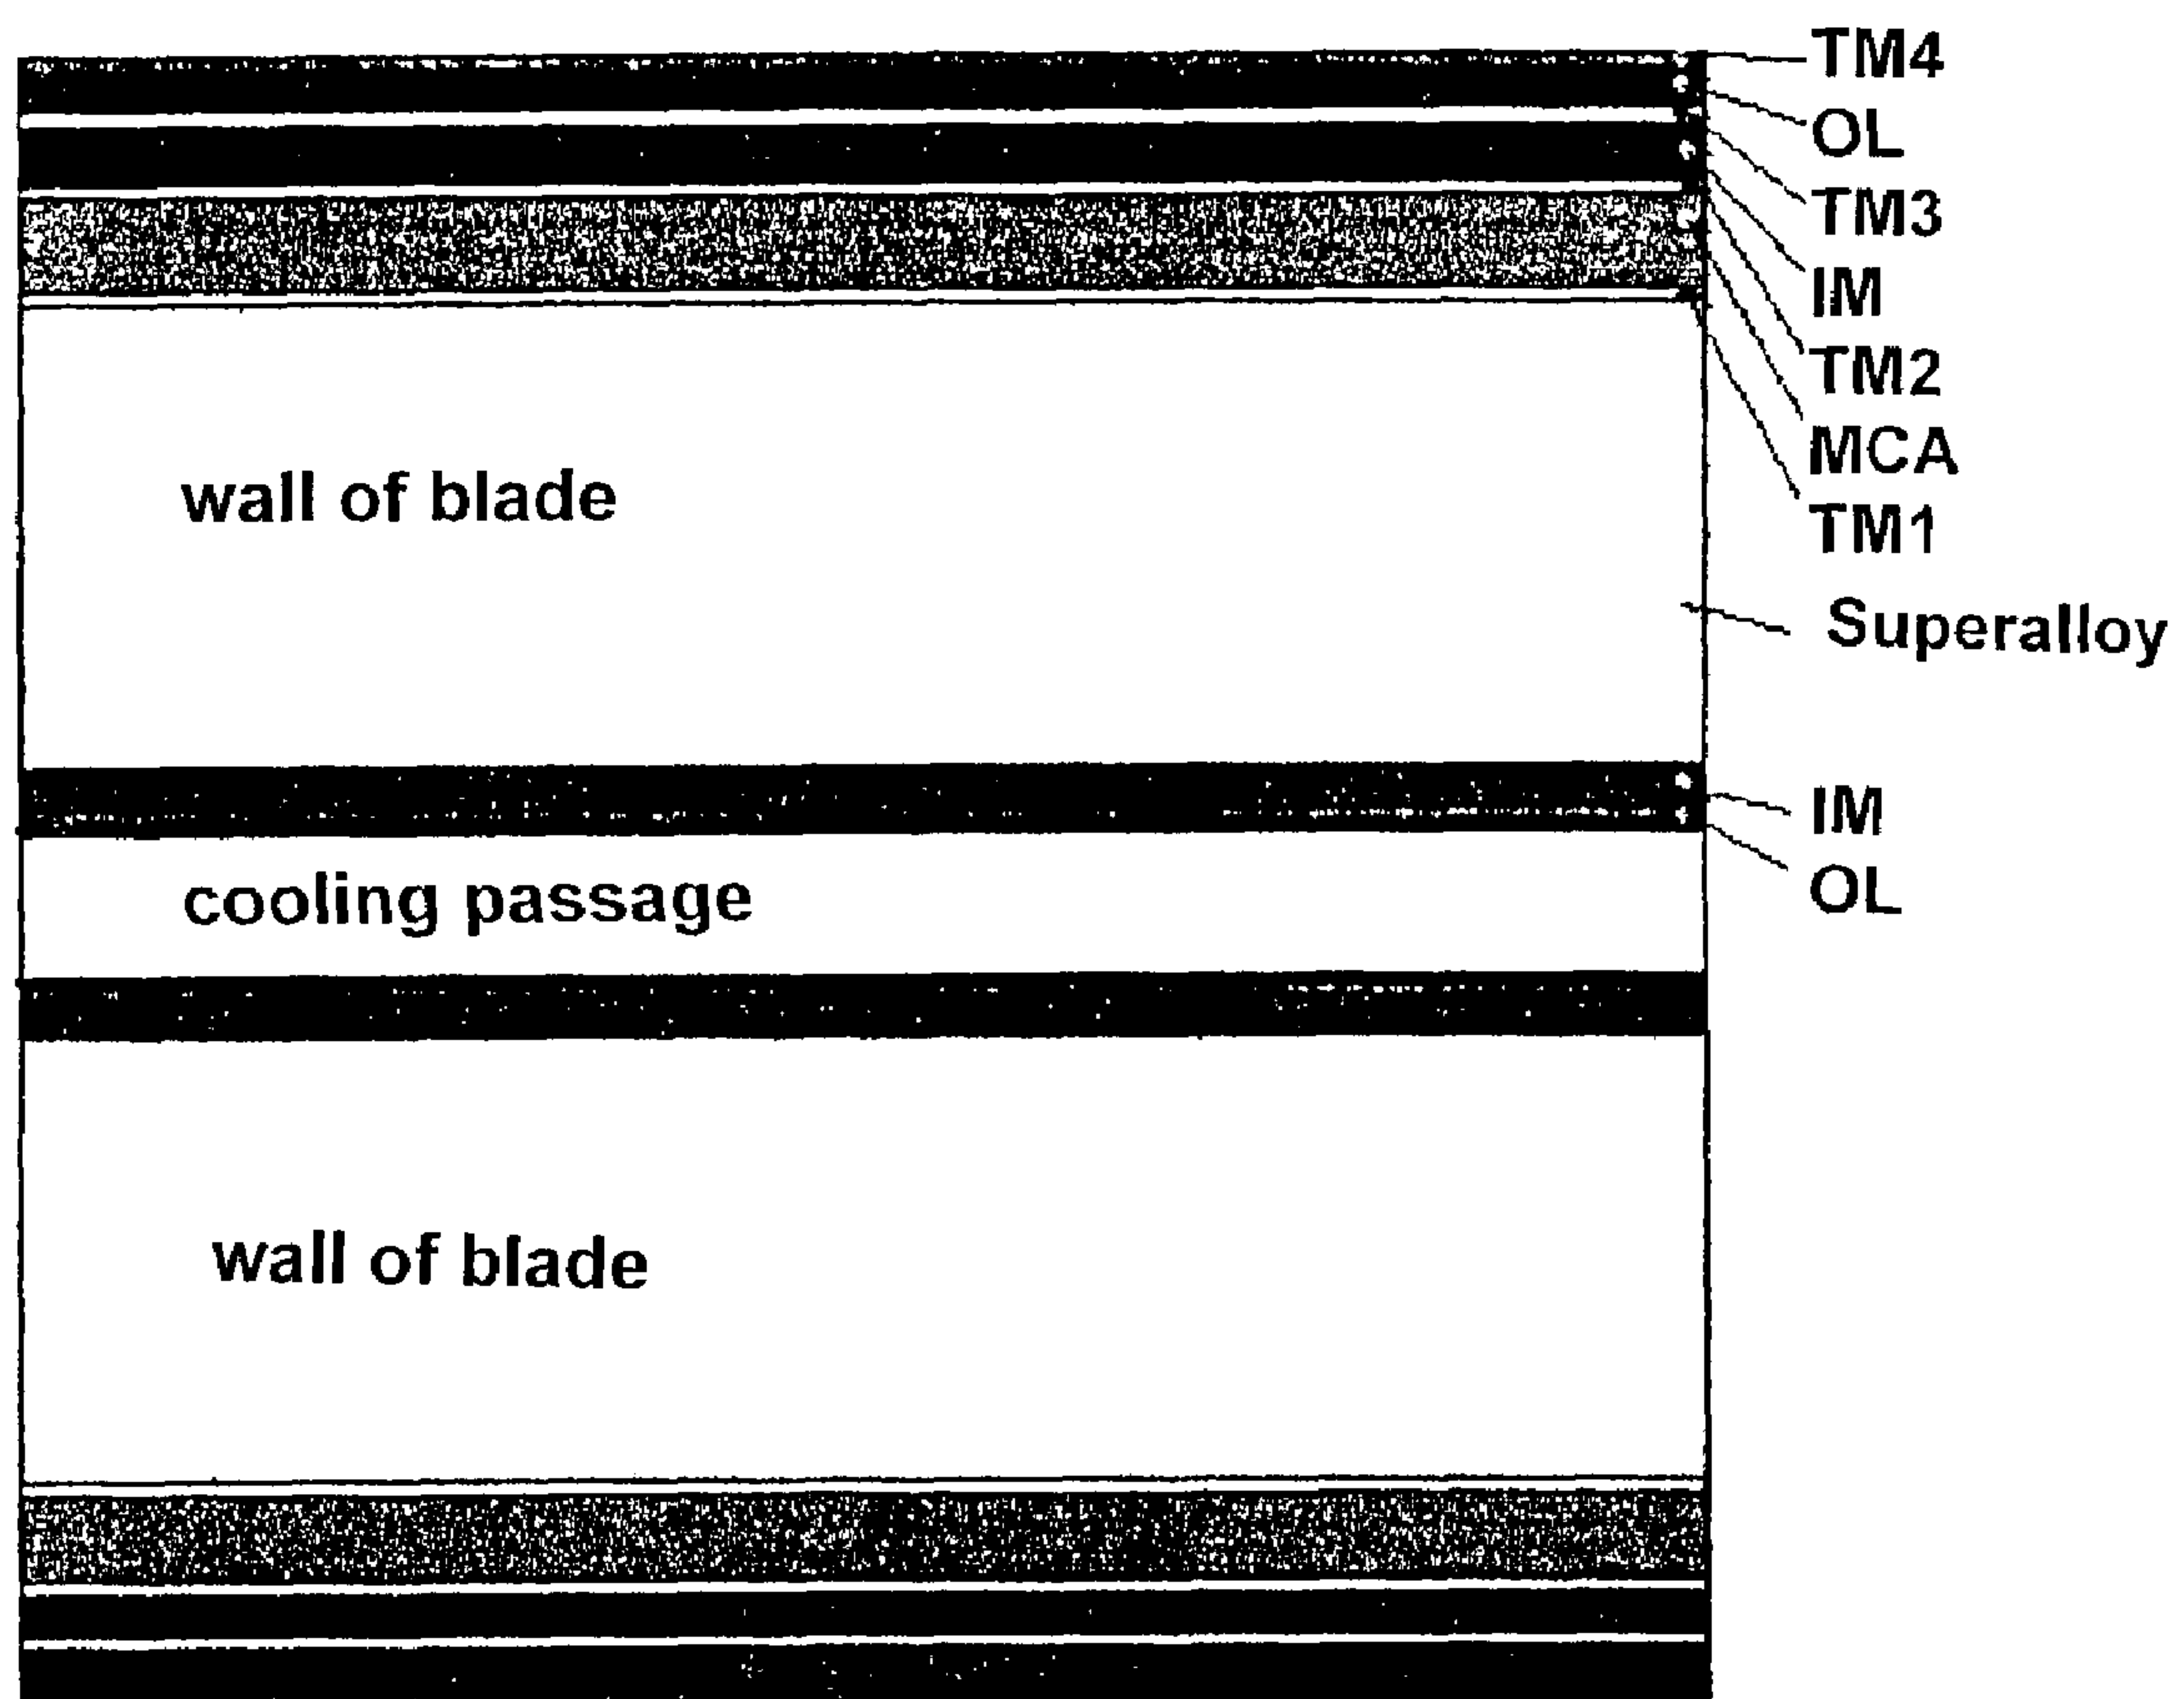 TM4
OL
TM3
IM
TM2
MCA
TM1
wall of blade
Superalloy
IM
OL
cooling passage
wall of blade